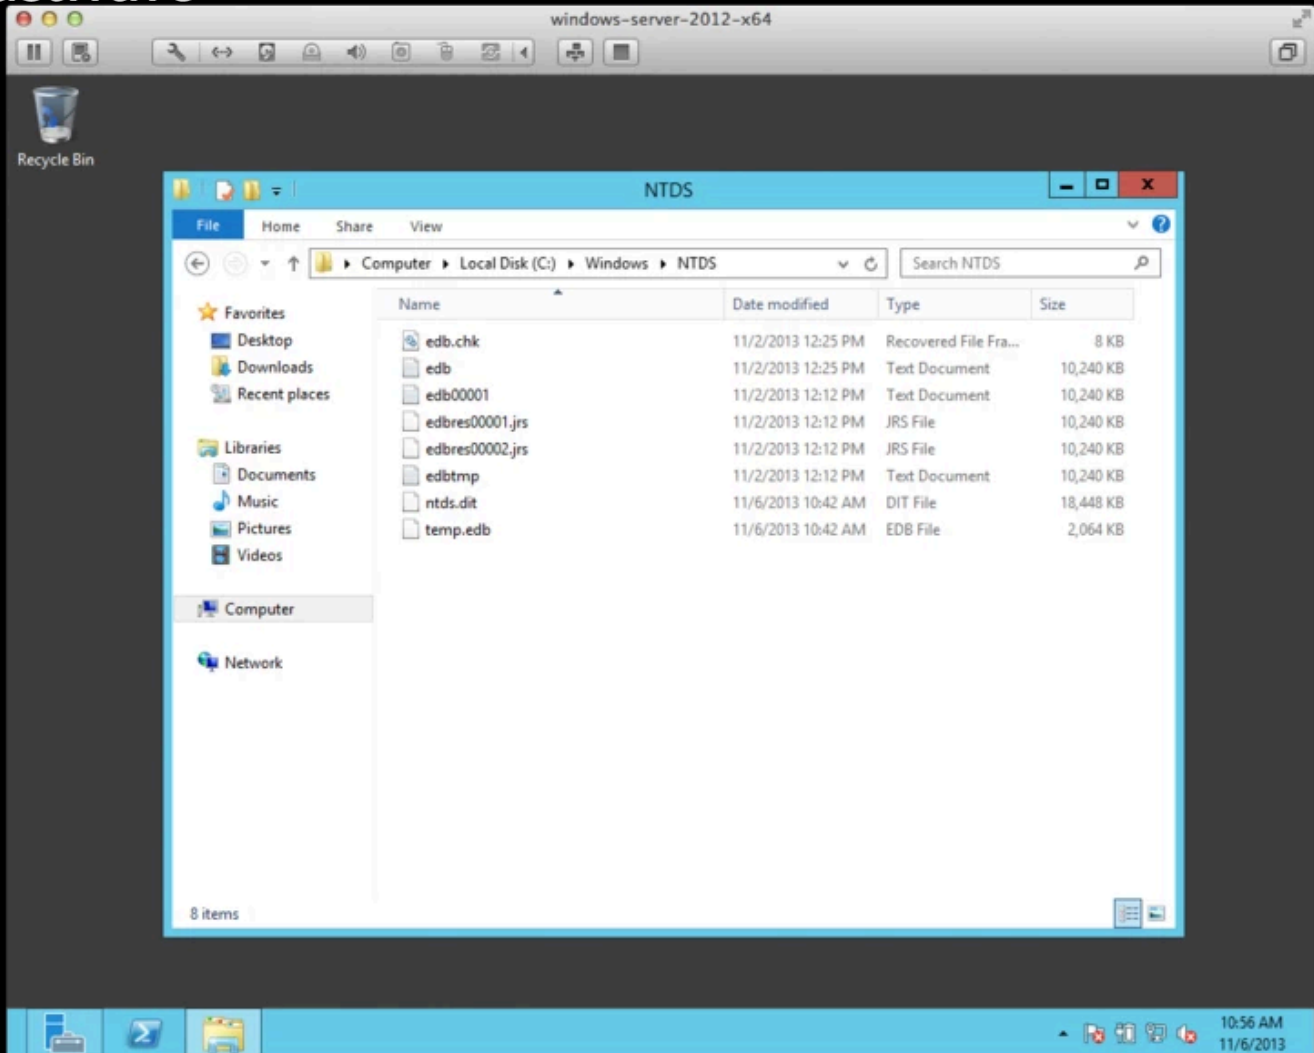 windows-server-2012-x64
Recycle Bin
NTDS
File Home Share View
Computer Local Disk (C:) Windows NTDS Search NTDS
Name Date modified Type Size
Favorites
Desktop
Downloads
Recent places
Libraries
Documents
Music
Pictures
Videos
Computer
Network
edb.chk 11/2/2013 12:25 PM Recovered File Fra... 8 KB
edb 11/2/2013 12:25 PM Text Document 10,240 KB
edb00001 11/2/2013 12:12 PM Text Document 10,240 KB
edbres00001.jrs 11/2/2013 12:12 PM JRS File 10,240 KB
edbres00002.jrs 11/2/2013 12:12 PM JRS File 10,240 KB
edbtmp 11/2/2013 12:12 PM Text Document 10,240 KB
ntds.dit 11/6/2013 10:42 AM DIT File 18,448 KB
temp.edb 11/6/2013 10:42 AM EDB File 2,064 KB
8 items
10:56 AM
11/6/2013